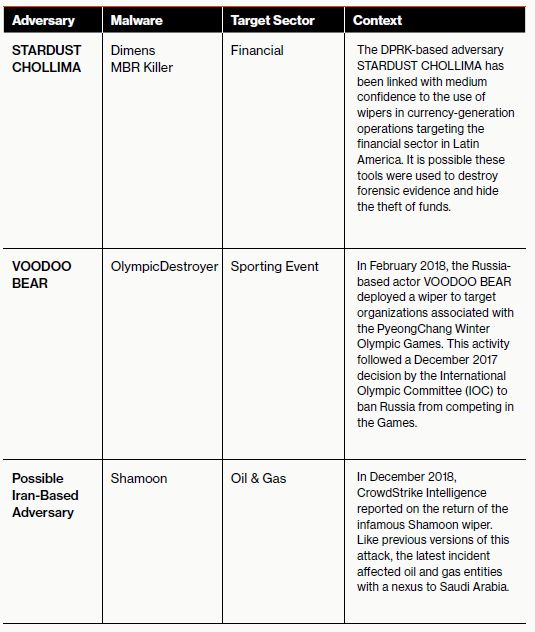 Adversary Malware Target Sector Context
STARDUST
CHOLLIMA
Dimens
MBR Killer
Financial
The DPRK-based adversary
STARDUST CHOLLIMA has
been linked with medium
confidence to the use of
wipers in currency-generation
operations targeting the
financial sector in Latin
America. It is possible these
tools were used to destroy
forensic evidence and hide
the theft of funds.
VOODOO
BEAR
OlympicDestroyer
Sporting Event
In February 2018, the Russia-
based actor VOODOO BEAR
deployed a wiper to target
organizations associated with
the PyeongChang Winter
Olympic Games. This activity
followed a December 2017
decision by the International
Olympic Committee (IOC) to
ban Russia from competing in
the Games.
Possible
Iran-Based
Adversary
Shamoon
Oil & Gas
In December 2018,
CrowdStrike Intelligence
reported on the return of the
infamous Shamoon wiper.
Like previous versions of this
attack, the latest incident
affected oil and gas entities
with a nexus to Saudi Arabia.